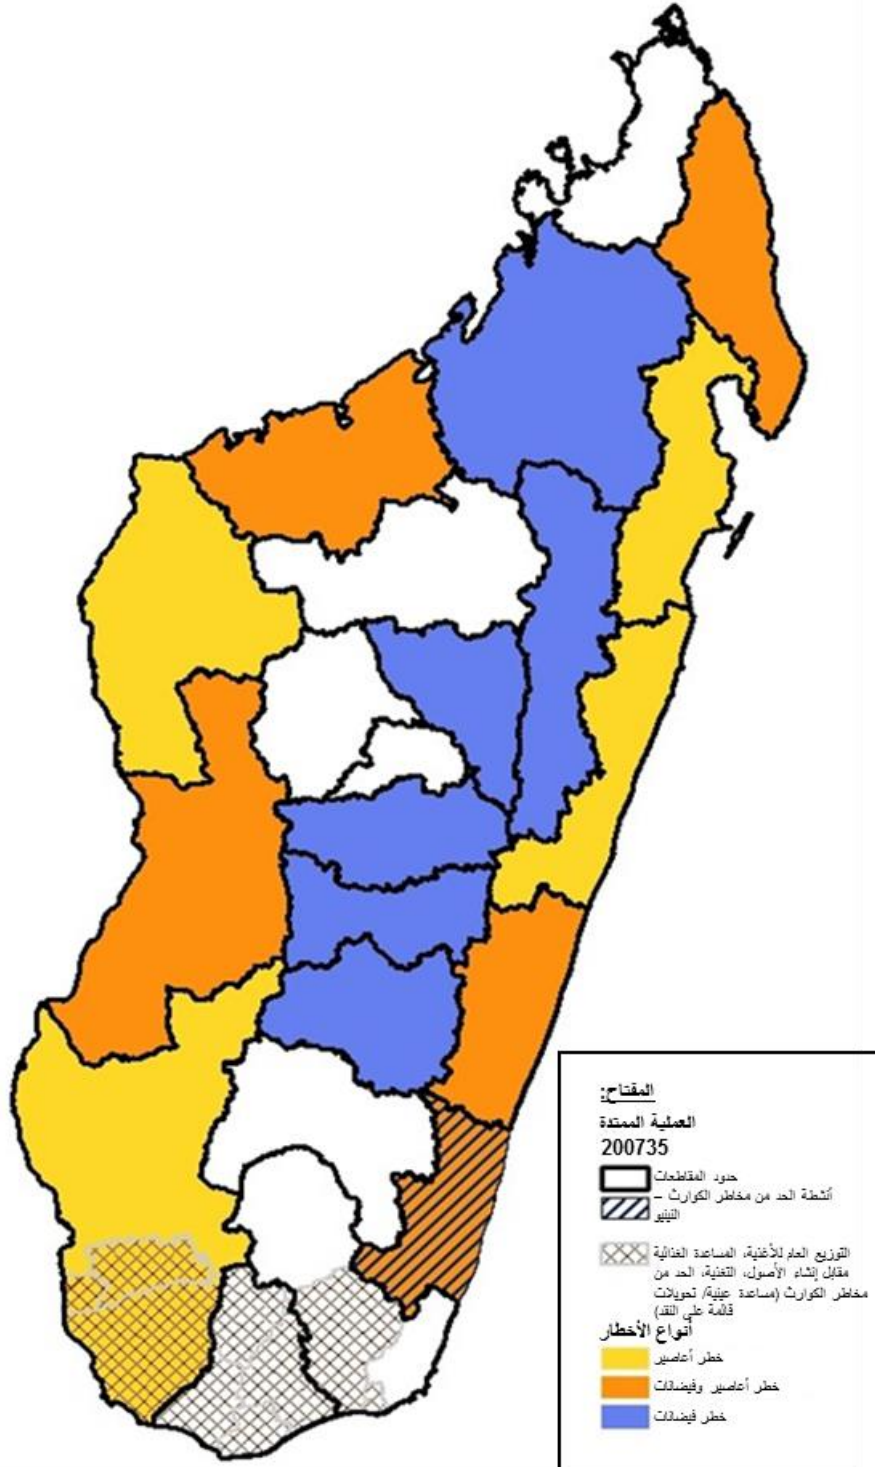 المفتاح:
العملية الممتدة
200735
حدود المقاطعات
أنشطة الحد من مخاطر الكوارث –
النينيو
التوزيع العام للأغذية، المساعدة الغذائية
مقابل إنشاء الأصول، التغذية، الحد من
مخاطر الكوارث (مساعدة عينية/ تحويلات
قائمة على النقد)
أنواع الأخطار
خطر أعاصير
خطر أعاصير وفيضانات
خطر فيضانات